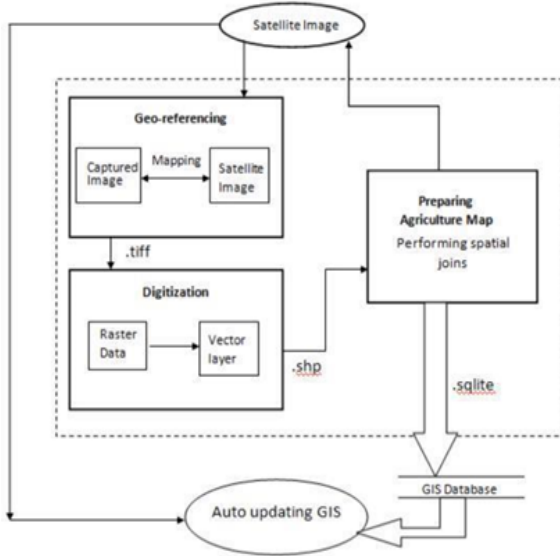 Satellite Image
Geo-referencing
Captured
Image
Mapping
Satellite
Image
.tiff
Digitization
Raster
Data
Vector
layer
.shp
Preparing
Agriculture Map
Performing spatial
joins
.sqlite
GIS Database
Auto updating GIS